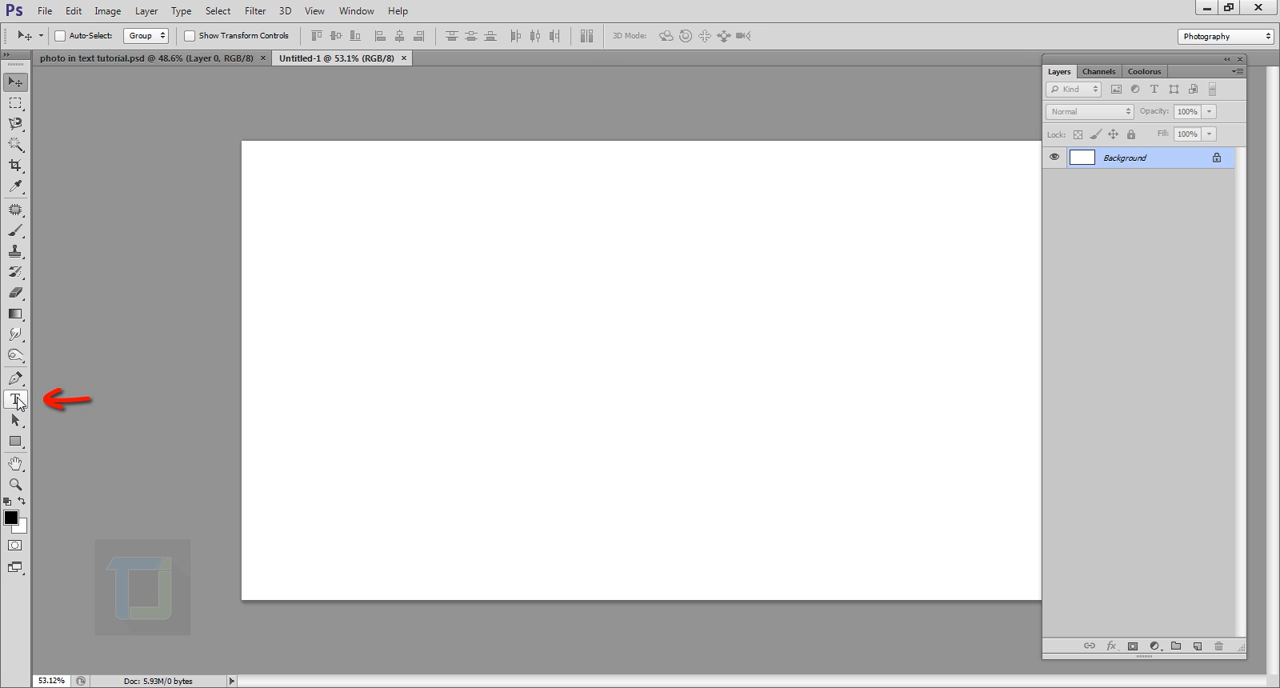 Ps File Edit Image Layer Type Select Filter 3D View Window Help
Auto-Select: Group Show Transform Controls 3D Mode: Photography
photo in text tutorial.psd @ 48.6% (Layer 0, RGB/8) × Untitled-1 @ 53.1% (RGB/8) ×
Layers Channels Coolorus
Kind
Normal Opacity: 100%
Lock: Fill: 100%
Background
53.12% Doc: 5.93M/0 bytes